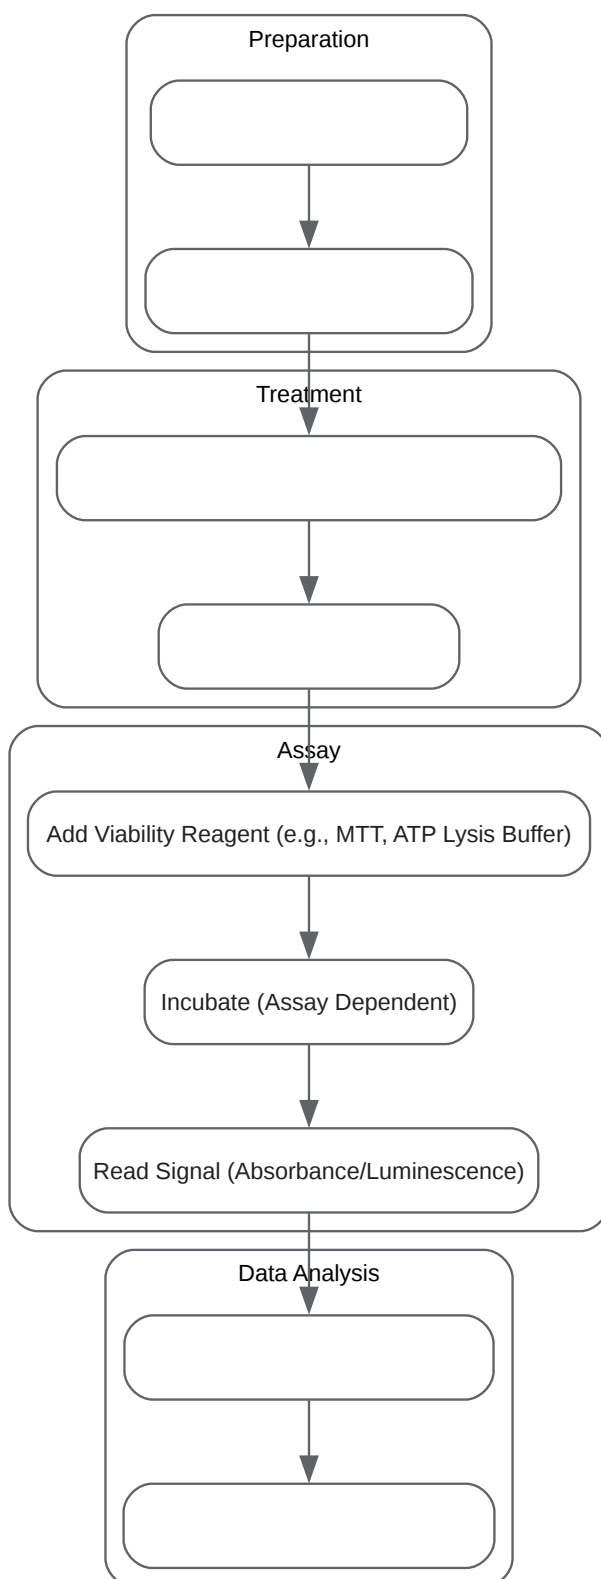 Preparation
Treatment
Assay
Add Viability Reagent (e.g., MTT, ATP Lysis Buffer)
Incubate (Assay Dependent)
Read Signal (Absorbance/Luminescence)
Data Analysis